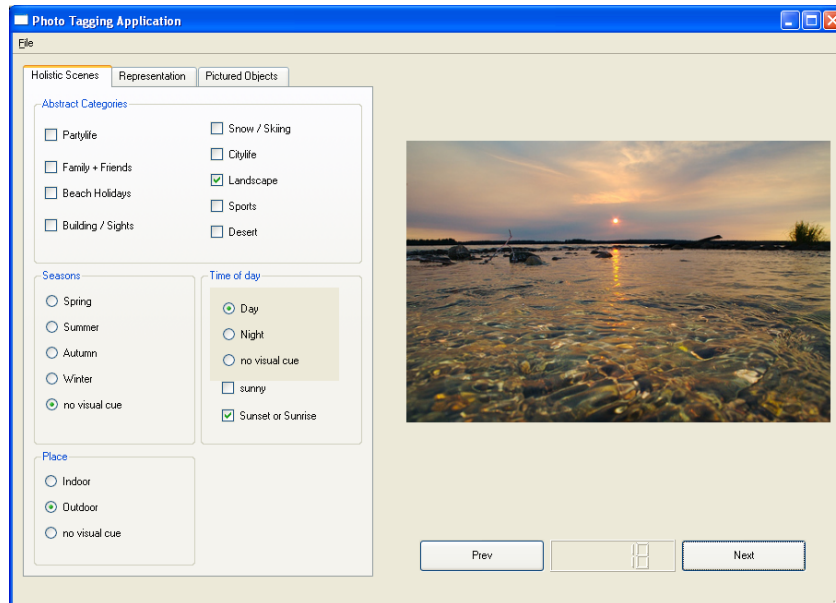 Photo Tagging Application
File
Holistic Scenes Representation Pictured Objects
Abstract Categories
Partylife
Family + Friends
Beach Holidays
Building / Sights
Snow / Skiing
Citylife
Landscape
Sports
Desert
Seasons
Spring
Summer
Autumn
Winter
no visual cue
Time of day
Day
Night
no visual cue
sunny
Sunset or Sunrise
Place
Indoor
Outdoor
no visual cue
Prev 18 Next